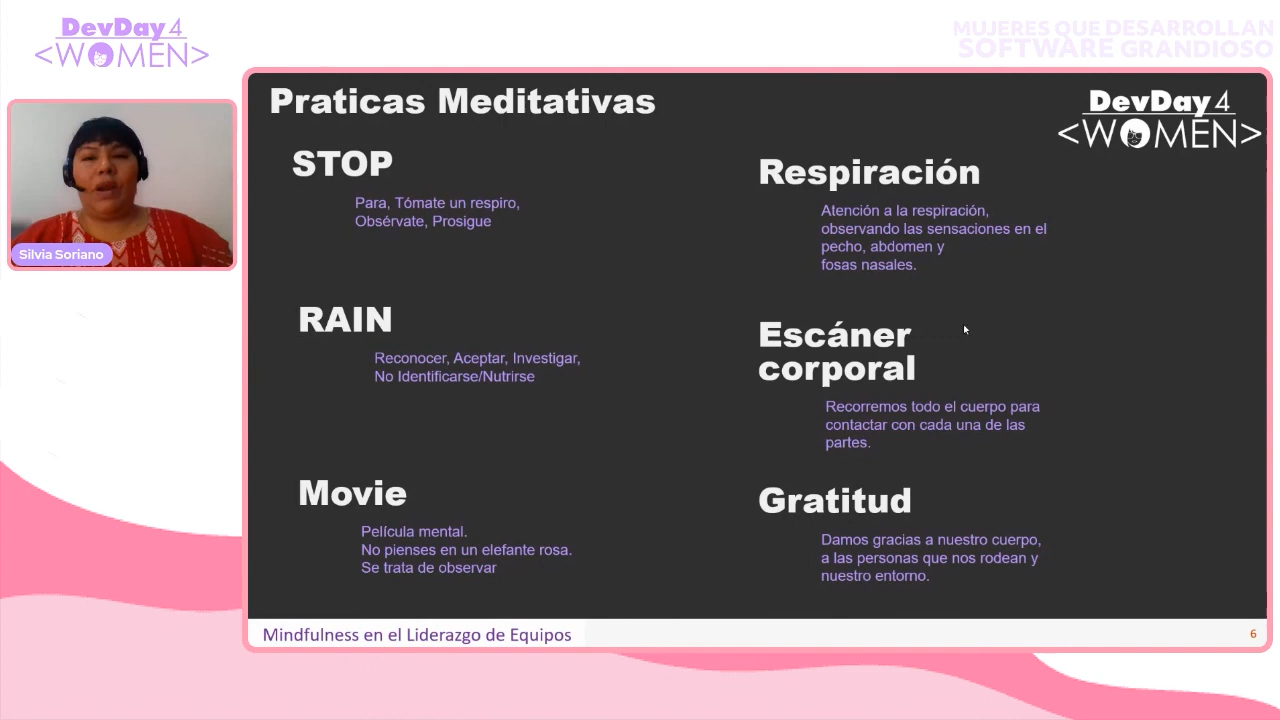 DevDay 4
<WOMEN>
MUJERES QUE DESARROLLAN
SOFTWARE GRANDIOSO
Silvia Soriano
Praticas Meditativas
DevDay 4
<WOMEN>
STOP
Para, Tómate un respiro,
Obsérvate, Prosigue
RAIN
Reconocer, Aceptar, Investigar,
No Identificarse/Nutrirse
Movie
Película mental.
No pienses en un elefante rosa.
Se trata de observar
Respiración
Atención a la respiración,
observando las sensaciones en el
pecho, abdomen y
fosas nasales.
Escáner
corporal
Recorremos todo el cuerpo para
contactar con cada una de las
partes.
Gratitud
Damos gracias a nuestro cuerpo,
a las personas que nos rodean y
nuestro entorno.
Mindfulness en el Liderazgo de Equipos
6